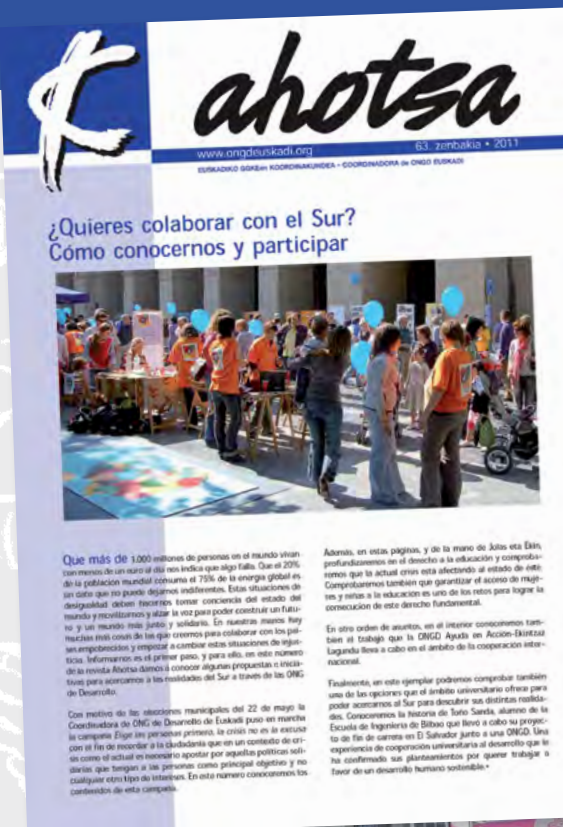 ahotsa
www.ongdeuskadi.org
63. zenbakia • 2011
EUSKADIKO GGKEen KOORDINAKUNDEA • COORDINADORA de ONGD EUSKADI
¿Quieres colaborar con el Sur?
Cómo conocernos y participar
Que más de 1.000 millones de personas en el mundo vivan
con menos de un euro al día nos indica que algo falla. Que el 20%
de la población mundial consuma el 75% de la energía global es
un dato que no puede dejarnos indiferentes. Estas situaciones de
desigualdad deben hacernos tomar conciencia del estado del
mundo y movilizarnos y alzar la voz para poder construir un futu-
ro y un mundo más junto y solidario. En nuestras manos hay
muchas más cosas de las que creemos para colaborar con los paí-
ses empobrecidos y empezar a cambiar estas situaciones de injus-
ticia. Informarnos es el primer paso, y para ello, en este número
de la revista Ahotsa damos a conocer algunas propuestas e inicia-
tivas para acercarnos a las realidades del Sur a través de las ONG
de Desarrollo.
Con motivo de las elecciones municipales del 22 de mayo la
Coordinadora de ONG de Desarrollo de Euskadi puso en marcha
la campaña Elige las personas primero, la crisis no es la excusa
con el fin de recordar a la ciudadanía que en un contexto de cri-
sis como el actual es necesario apostar por aquellas políticas soli-
darias que tengan a las personas como principal objetivo y no
cualquier otro tipo de intereses. En este número conoceremos los
contenidos de esta campaña.
Además, en estas páginas, y de la mano de Jolas eta Ekin,
profundizaremos en el derecho a la educación y comproba-
remos que la actual crisis está afectando al estado de éste.
Comprobaremos también que garantizar el acceso de muje-
res y niñas a la educación es uno de los retos para lograr la
consecución de este derecho fundamental.
En otro orden de asuntos, en el interior conoceremos tam-
bién el trabajo que la ONGD Ayuda en Acción-Ekintzaz
Lagundu lleva a cabo en el ámbito de la cooperación inter-
nacional.
Finalmente, en este ejemplar podremos comprobar también
una de las opciones que el ámbito universitario ofrece para
poder acercarnos al Sur para descubrir sus distintas realida-
des. Conoceremos la historia de Toño Sanda, alumno de la
Escuela de Ingeniería de Bilbao que llevó a cabo su proyec-
to de fin de carrera en El Salvador junto a una ONGD. Una
experiencia de cooperación universitaria al desarrollo que le
ha confirmado sus planteamientos por querer trabajar a
favor de un desarrollo humano sostenible.•